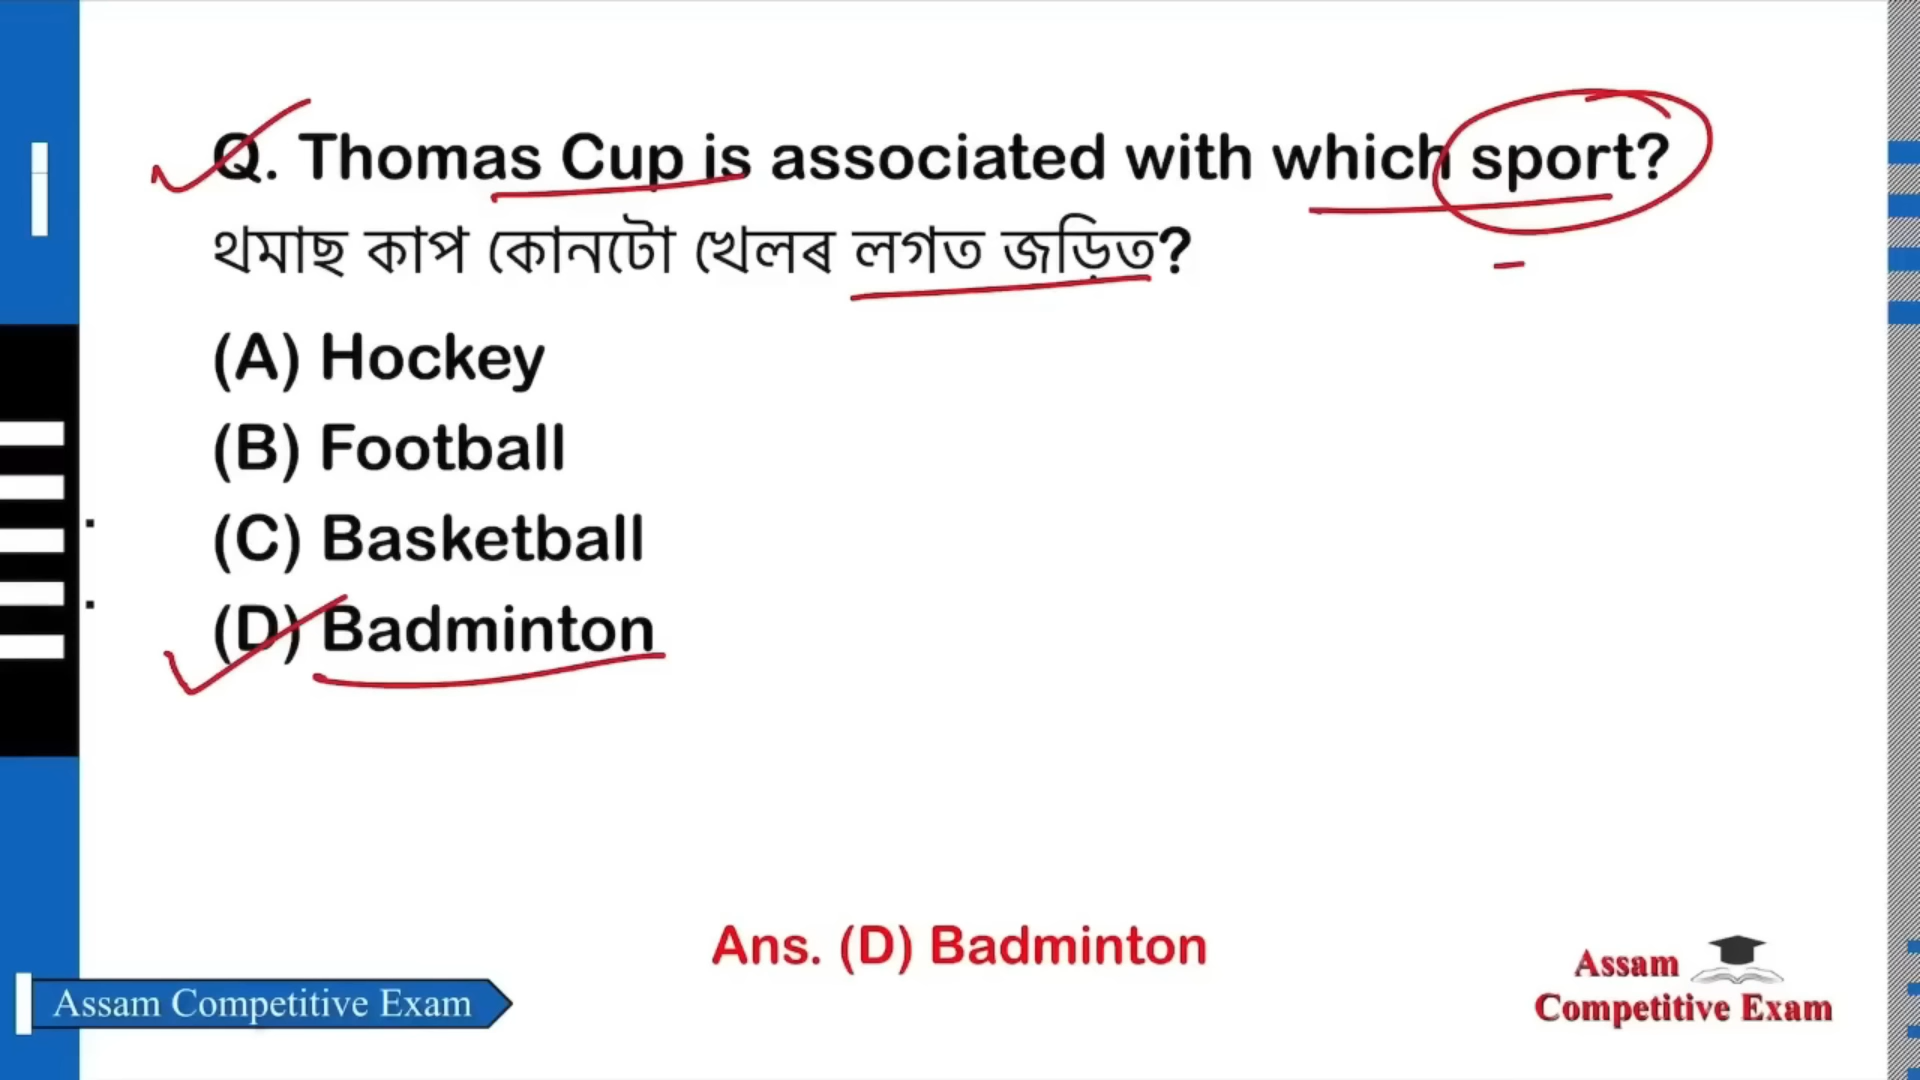 Q. Thomas Cup is associated with which sport?
থমাছ কাপ কোনটো খেলৰ লগত জড়িত?
(A) Hockey
(B) Football
(C) Basketball
(D) Badminton
Ans. (D) Badminton
Assam Competitive Exam
Assam
Competitive Exam